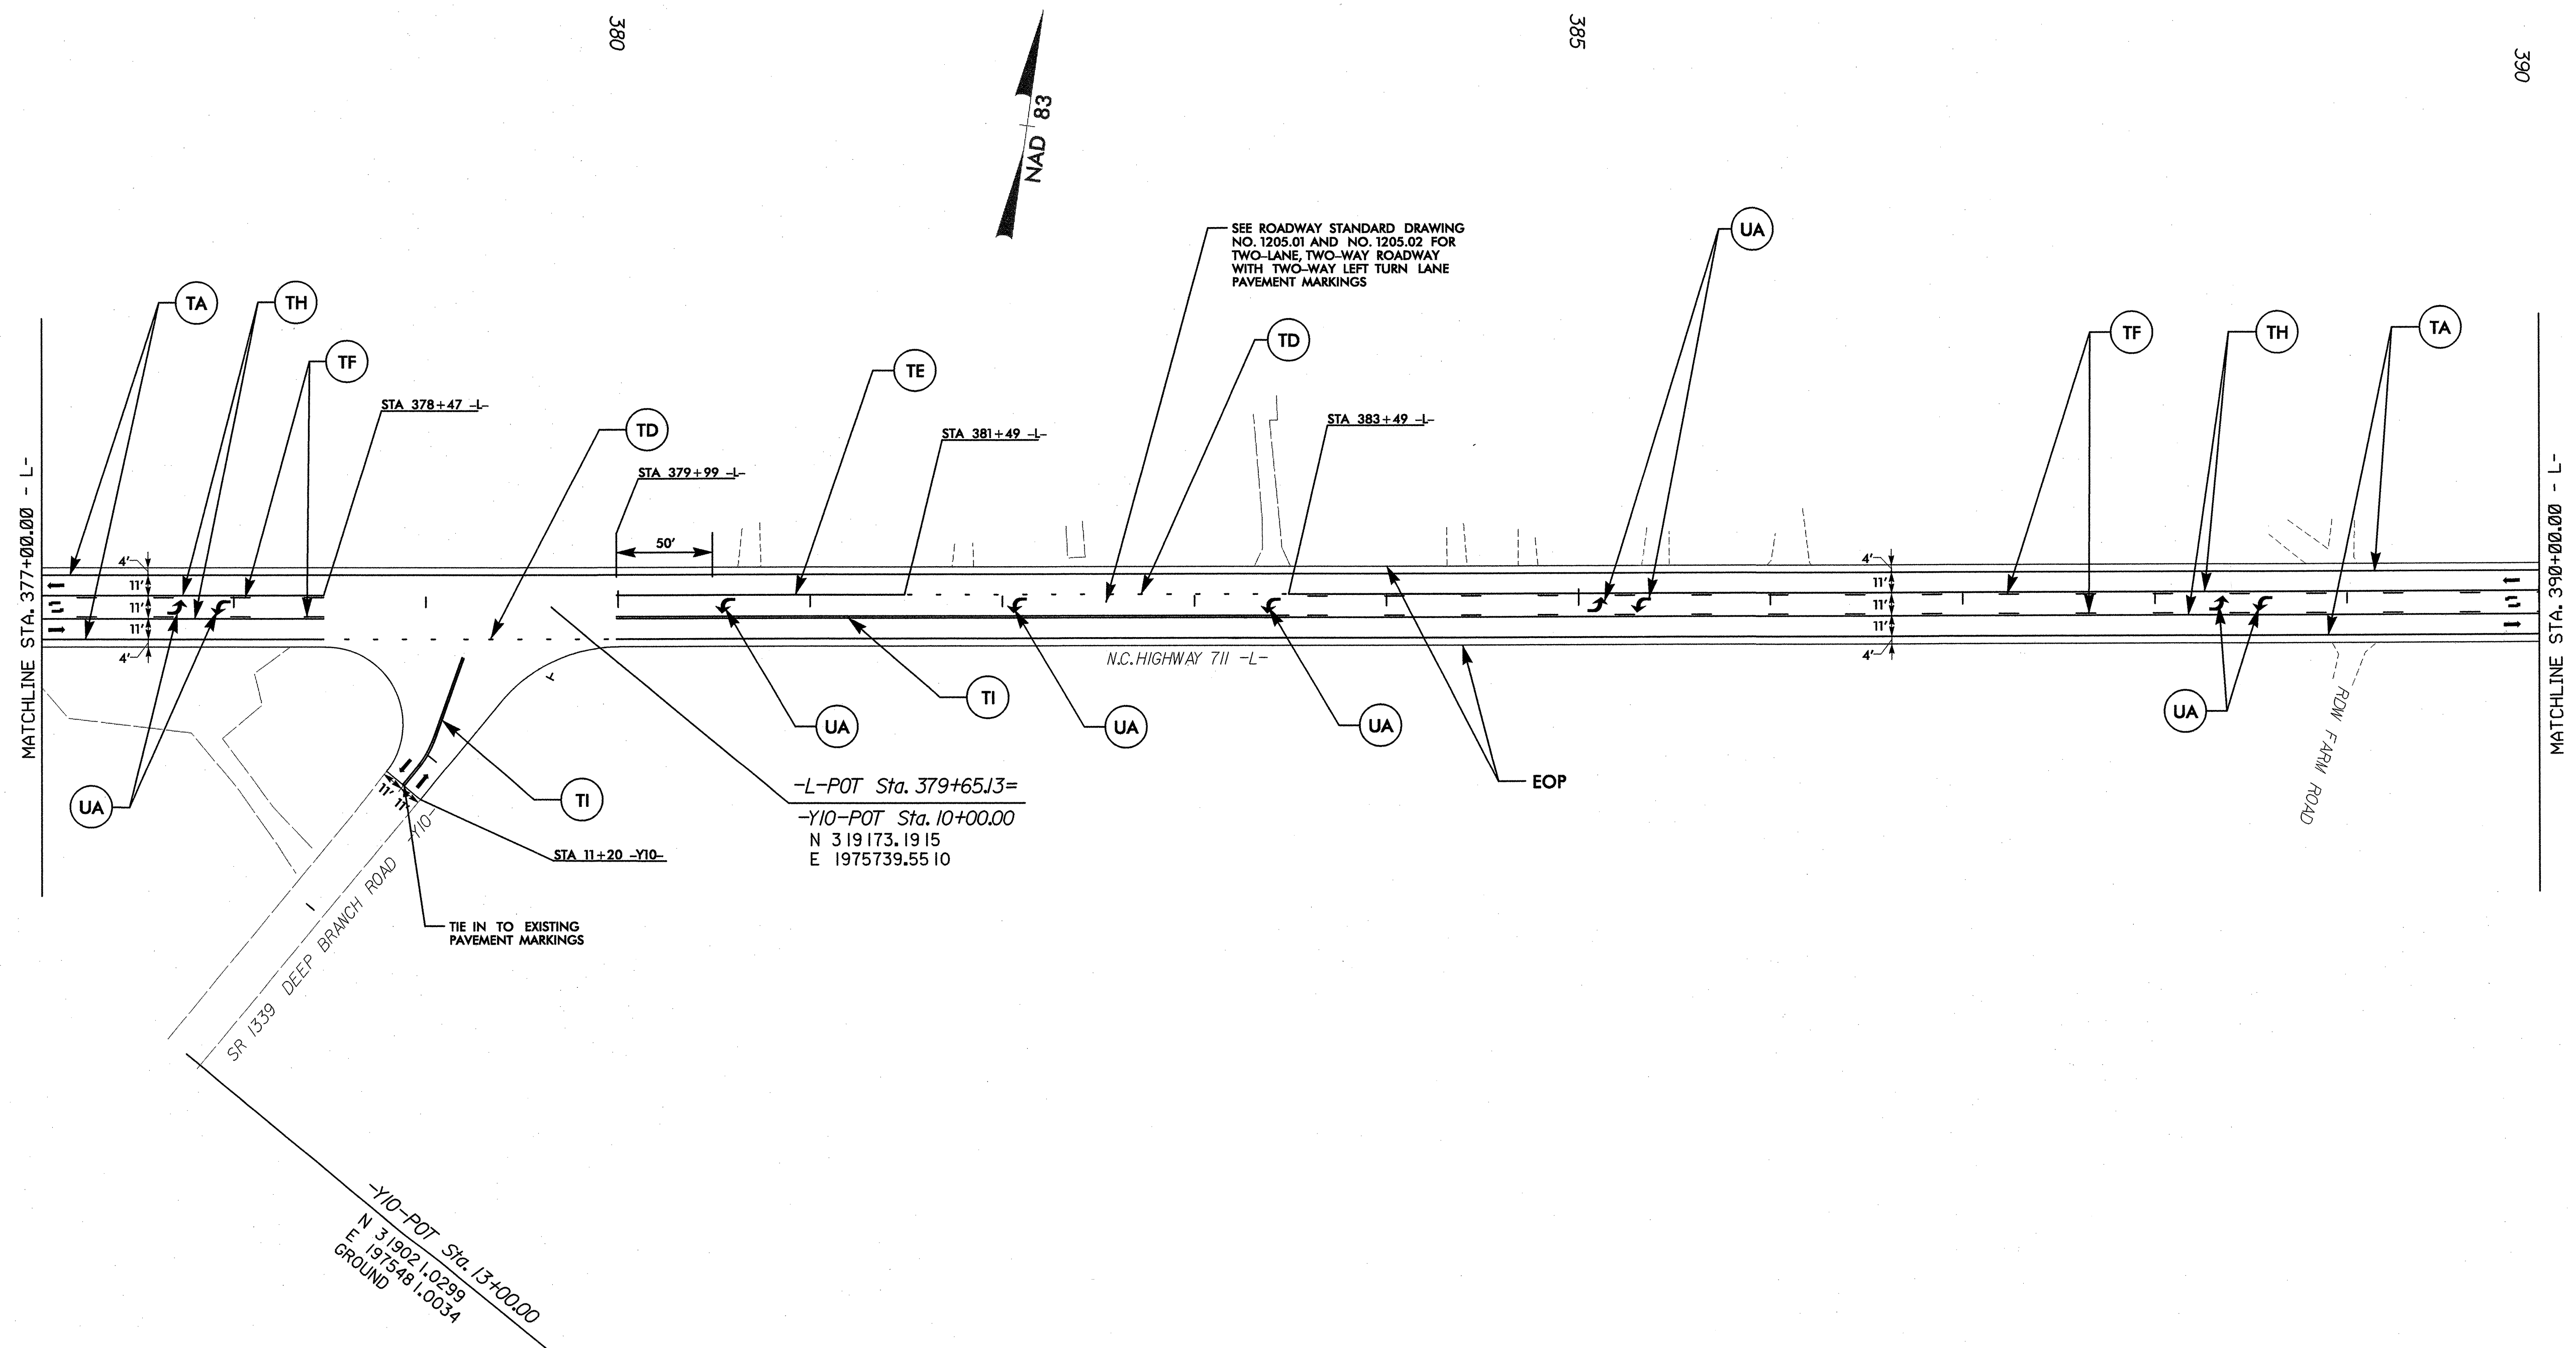 380
385
390
NAD 83
SEE ROADWAY STANDARD DRAWING
NO. 1205.01 AND NO. 1205.02 FOR
TWO-LANE, TWO-WAY ROADWAY
WITH TWO-WAY LEFT TURN LANE
PAVEMENT MARKINGS
UA
TA
TH
TF
TE
TD
TF
TH
TA
STA 378+47 -L-
TD
STA 379+99 -L-
STA 381+49 -L-
STA 383+49 -L-
MATCHLINE STA. 377+00.00 - L-
MATCHLINE STA. 390+00.00 - L-
50'
4'
11'
11'
11'
4'
4'
11'
11'
11'
4'
N.C. HIGHWAY 711 -L-
TI
UA
UA
UA
UA
RDW FARM ROAD
UA
TI
EOP
-L-POT Sta. 379+65.13=
-Y10-POT Sta. 10+00.00
N 319173.1915
E 1975739.5510
11'
11'
-Y10-
STA 11+20 -Y10-
TIE IN TO EXISTING
PAVEMENT MARKINGS
SR 1339 DEEP BRANCH ROAD
-Y10-POT Sta. 13+00.00
N 319021.0299
E 1975481.0034
GROUND